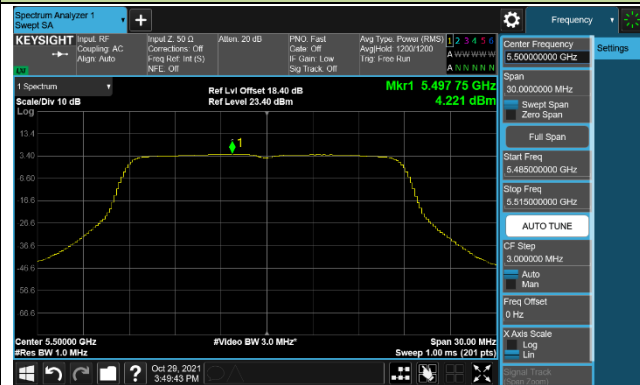 Spectrum Analyzer 1
Swept SA
+
Frequency
KEYSIGHT
Input: RF
Coupling: AC
Align: Auto
Input Z: 50 Ω
Corrections: Off
Freq Ref: Int (S)
NFE: Off
Atten: 20 dB
PNO: Fast
Gate: Off
IF Gain: Low
Sig Track: Off
Avg Type: Power (RMS)
Avg|Hold: 1200/1200
Trig: Free Run
1 2 3 4 5 6
A W W W W W
A N N N N N
LXI
1 Spectrum
Scale/Div 10 dB
Log
Ref Lvl Offset 18.40 dB
Ref Level 23.40 dBm
Mkr1 5.497 75 GHz
4.221 dBm
1
13.4
3.40
-6.60
-16.6
-26.6
-36.6
-46.6
-56.6
-66.6
Center 5.50000 GHz
#Res BW 1.0 MHz
#Video BW 3.0 MHz*
Span 30.00 MHz
Sweep 1.00 ms (201 pts)
Oct 29, 2021
3:49:43 PM
?
Center Frequency
5.500000000 GHz
Settings
Span
30.0000000 MHz
Swept Span
Zero Span
Full Span
Start Freq
5.485000000 GHz
Stop Freq
5.515000000 GHz
AUTO TUNE
CF Step
3.000000 MHz
Auto
Man
Freq Offset
0 Hz
X Axis Scale
Log
Lin
Signal Track
(Span Zoom)